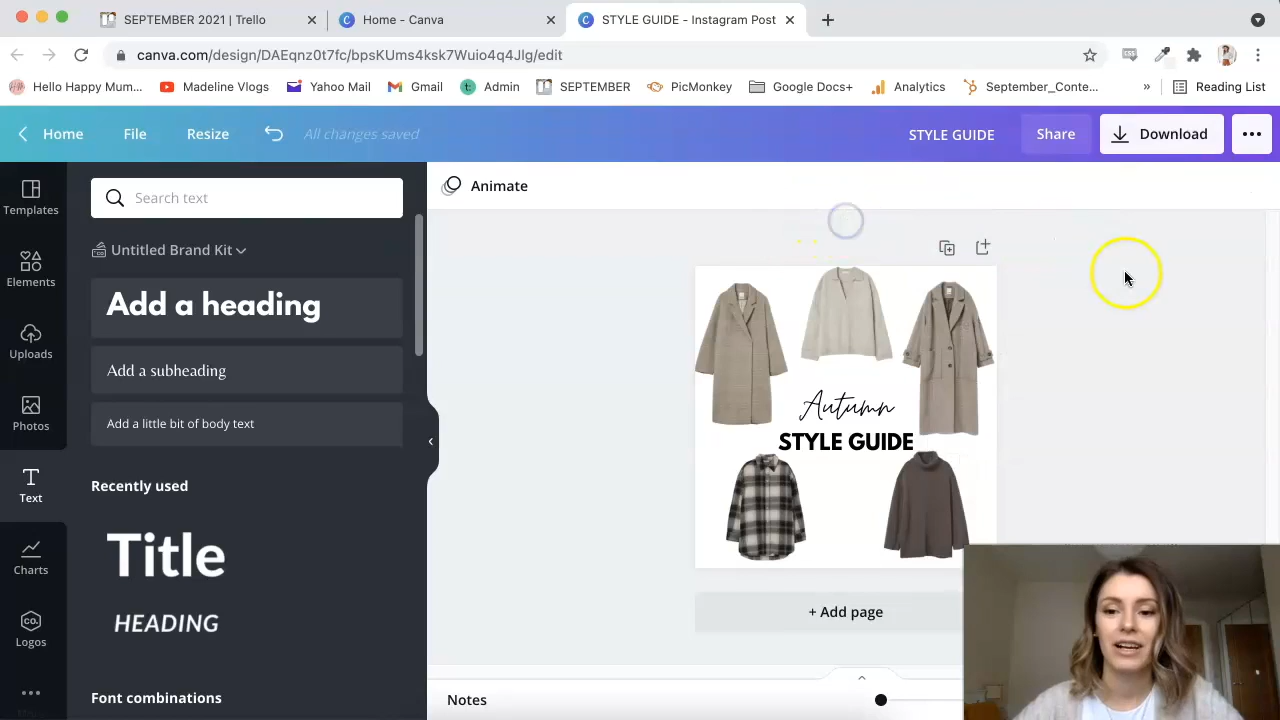 SEPTEMBER 2021 | Trello
Home - Canva
STYLE GUIDE - Instagram Post
canva.com/design/DAEqnz0t7fc/bpsKUms4ksk7Wuio4q4Jlg/edit
Hello Happy Mum...
Madeline Vlogs
Yahoo Mail
Gmail
Admin
SEPTEMBER
PicMonkey
Google Docs+
Analytics
September_Conte...
»
Reading List
Home
File
Resize
All changes saved
STYLE GUIDE
Share
Download
Templates
Elements
Uploads
Photos
Text
Charts
CO.
Logos
Search text
Untitled Brand Kit
Add a heading
Add a subheading
Add a little bit of body text
Recently used
Title
HEADING
Font combinations
Animate
Autumn
STYLE GUIDE
+ Add page
Notes